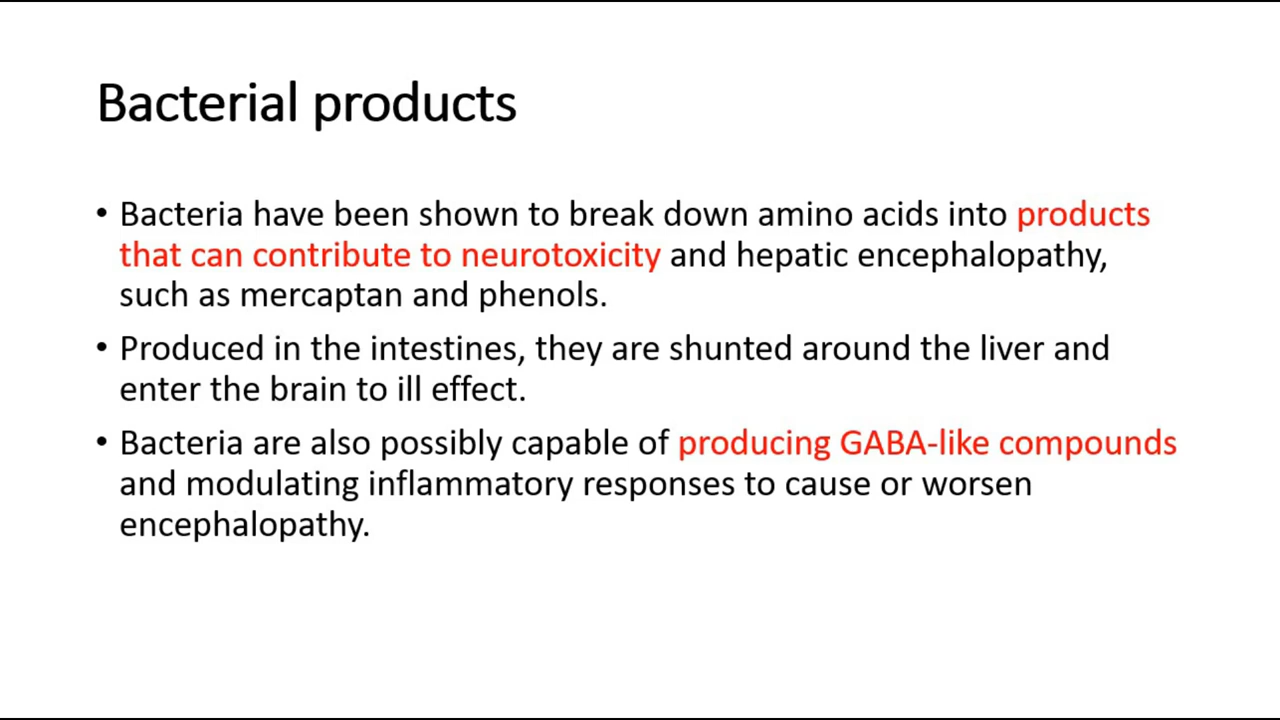 Bacterial products
• Bacteria have been shown to break down amino acids into products
that can contribute to neurotoxicity and hepatic encephalopathy,
such as mercaptan and phenols.
• Produced in the intestines, they are shunted around the liver and
enter the brain to ill effect.
• Bacteria are also possibly capable of producing GABA-like compounds
and modulating inflammatory responses to cause or worsen
encephalopathy.